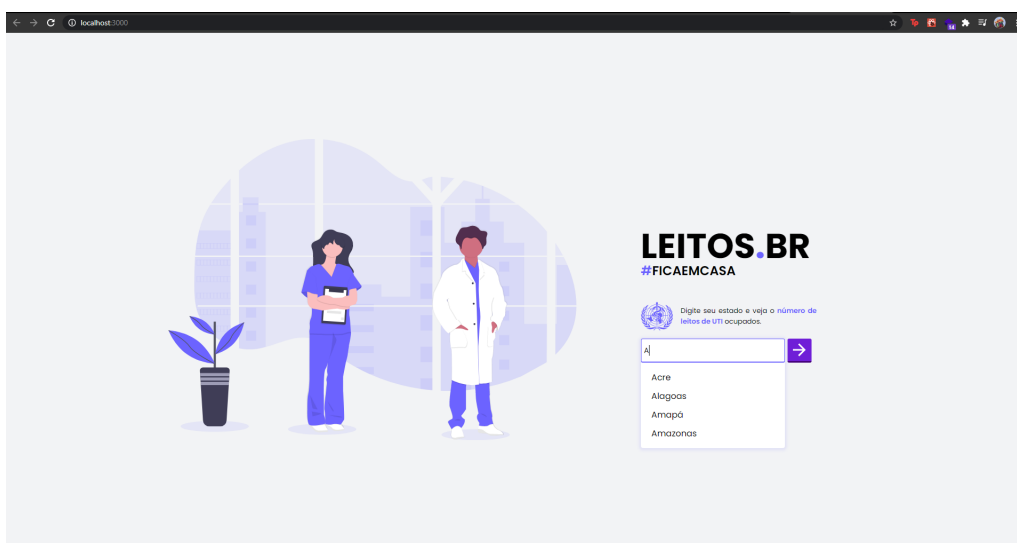 localhost:3000
14
LEITOS.BR
#FICAEMCASA
Digite seu estado e veja o número de
leitos de UTI ocupados.
A
Acre
Alagoas
Amapá
Amazonas